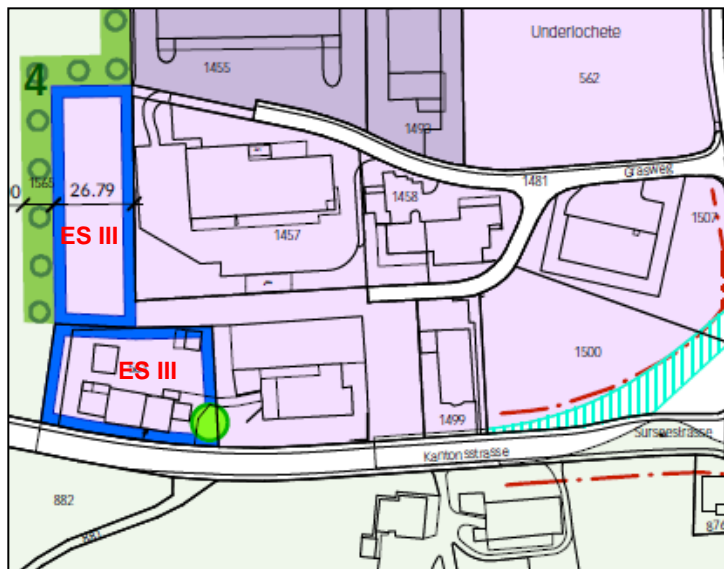 Underlochete
562
1455
4
1493
1565
26.79
0
1481
Grasweg
1458
1507
ES III
1457
ES III
1500
1499
Surseestrasse
Kantonsstrasse
882
881
876